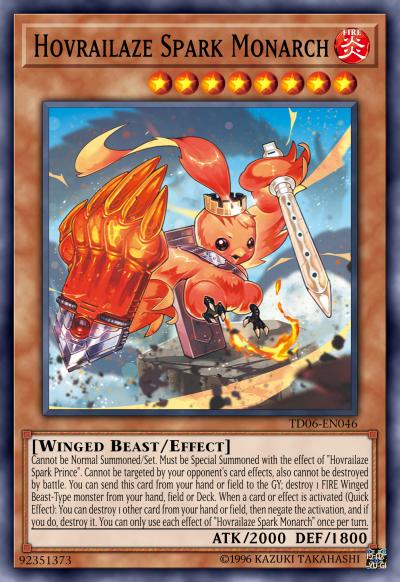 Hovrailaze Spark Monarch
FIRE
炎
TD06-EN046
[Winged Beast/Effect]
Cannot be Normal Summoned/Set. Must be Special Summoned with the effect of "Hovrailaze
Spark Prince". Cannot be targeted by your opponent's card effects, also cannot be destroyed
by battle. You can send this card from your hand or field to the GY; destroy 1 FIRE Winged
Beast-Type monster from your hand, field or Deck. When a card or effect is activated (Quick
Effect): You can destroy 1 other card from your hand or field, then negate the activation, and if
you do, destroy it. You can only use each effect of "Hovrailaze Spark Monarch" once per turn.
ATK/2000 DEF/1800
92351373 ©1996 KAZUKI TAKAHASHI